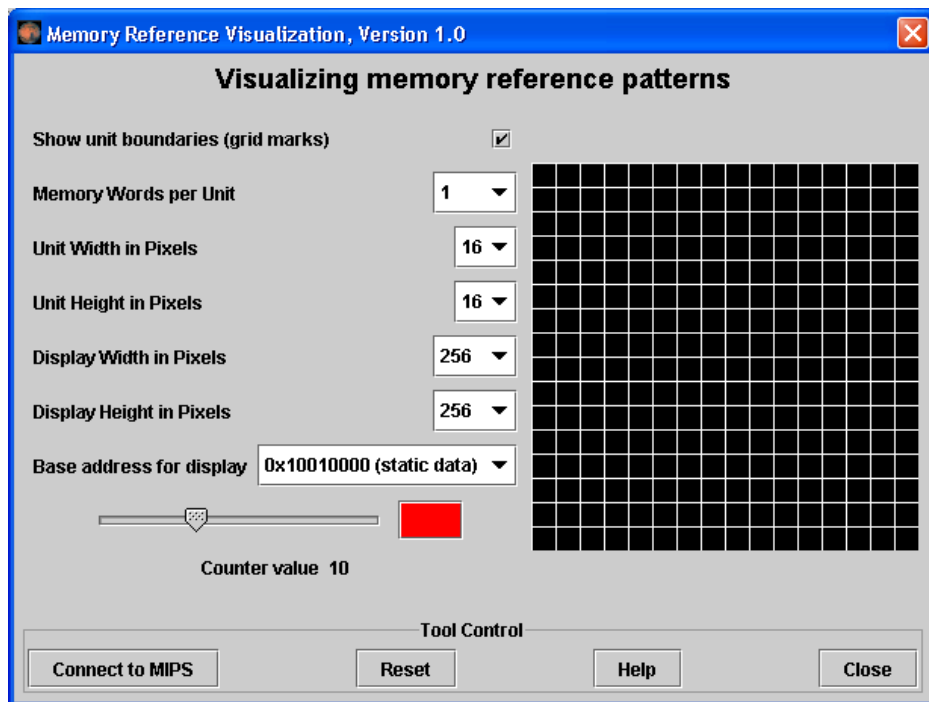 Memory Reference Visualization, Version 1.0
Visualizing memory reference patterns
Show unit boundaries (grid marks)
Memory Words per Unit 1
Unit Width in Pixels 16
Unit Height in Pixels 16
Display Width in Pixels 256
Display Height in Pixels 256
Base address for display 0x10010000 (static data)
Counter value 10
Tool Control
Connect to MIPS Reset Help Close